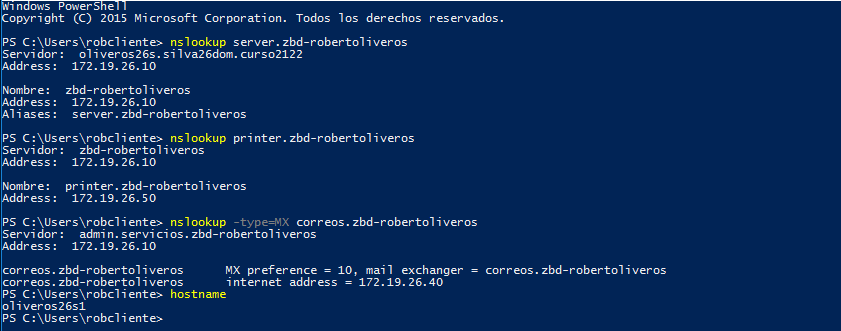 Windows PowerShell
Copyright (C) 2015 Microsoft Corporation. Todos los derechos reservados.
PS C:\Users\robcliente> nslookup server.zbd-robertoliveros
Servidor:  oliveros26s.silva26dom.curso2122
Address:  172.19.26.10
Nombre:  zbd-robertoliveros
Address:  172.19.26.10
Aliases:  server.zbd-robertoliveros
PS C:\Users\robcliente> nslookup printer.zbd-robertoliveros
Servidor:  zbd-robertoliveros
Address:  172.19.26.10
Nombre:  printer.zbd-robertoliveros
Address:  172.19.26.50
PS C:\Users\robcliente> nslookup -type=MX correos.zbd-robertoliveros
Servidor:  admin.servicios.zbd-robertoliveros
Address:  172.19.26.10
correos.zbd-robertoliveros      MX preference = 10, mail exchanger = correos.zbd-robertoliveros
correos.zbd-robertoliveros      internet address = 172.19.26.40
PS C:\Users\robcliente> hostname
oliveros26s1
PS C:\Users\robcliente>